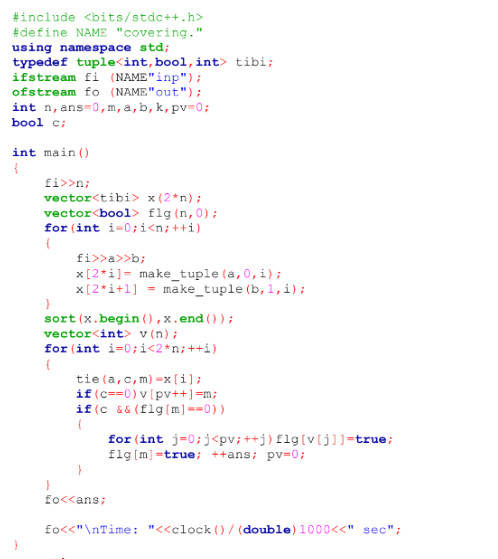 #include <bits/stdc++.h>
#define NAME "covering."
using namespace std;
typedef tuple<int,bool,int> tibi;
ifstream fi (NAME"inp");
ofstream fo (NAME"out");
int n,ans=0,m,a,b,k,pv=0;
bool c;

int main()
{
    fi>>n;
    vector<tibi> x(2*n);
    vector<bool> flg(n,0);
    for(int i=0;i<n;++i)
    {
        fi>>a>>b;
        x[2*i]= make_tuple(a,0,i);
        x[2*i+1] = make_tuple(b,1,i);
    }
    sort(x.begin(),x.end());
    vector<int> v(n);
    for(int i=0;i<2*n;++i)
    {
        tie(a,c,m)=x[i];
        if(c==0)v[pv++]=m;
        if(c &&(flg[m]==0))
        {
            for(int j=0;j<pv;++j)flg[v[j]]=true;
            flg[m]=true; ++ans; pv=0;
        }
    }
    fo<<ans;

    fo<<"\nTime: "<<clock()/(double)1000<<" sec";
}